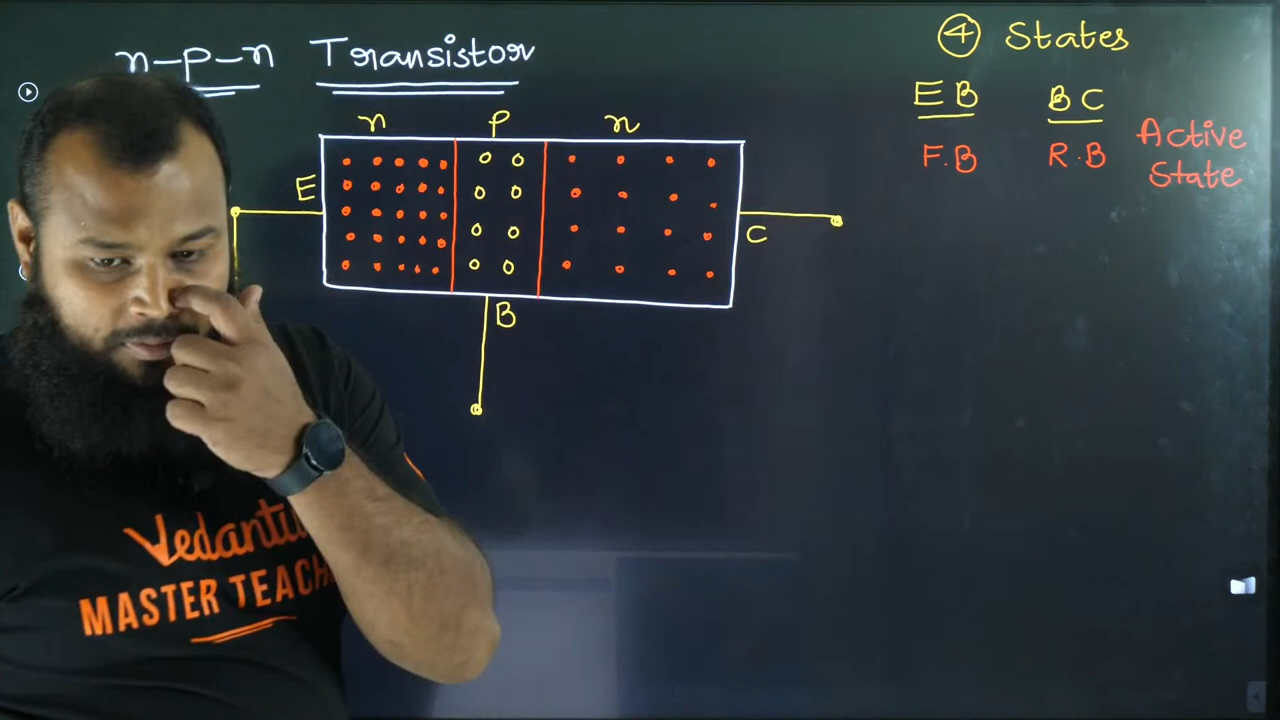 n-p-n Transistor
n p n
E
C
B
④ States
EB BC
F.B R.B Active State
Vedantu
MASTER TEACH